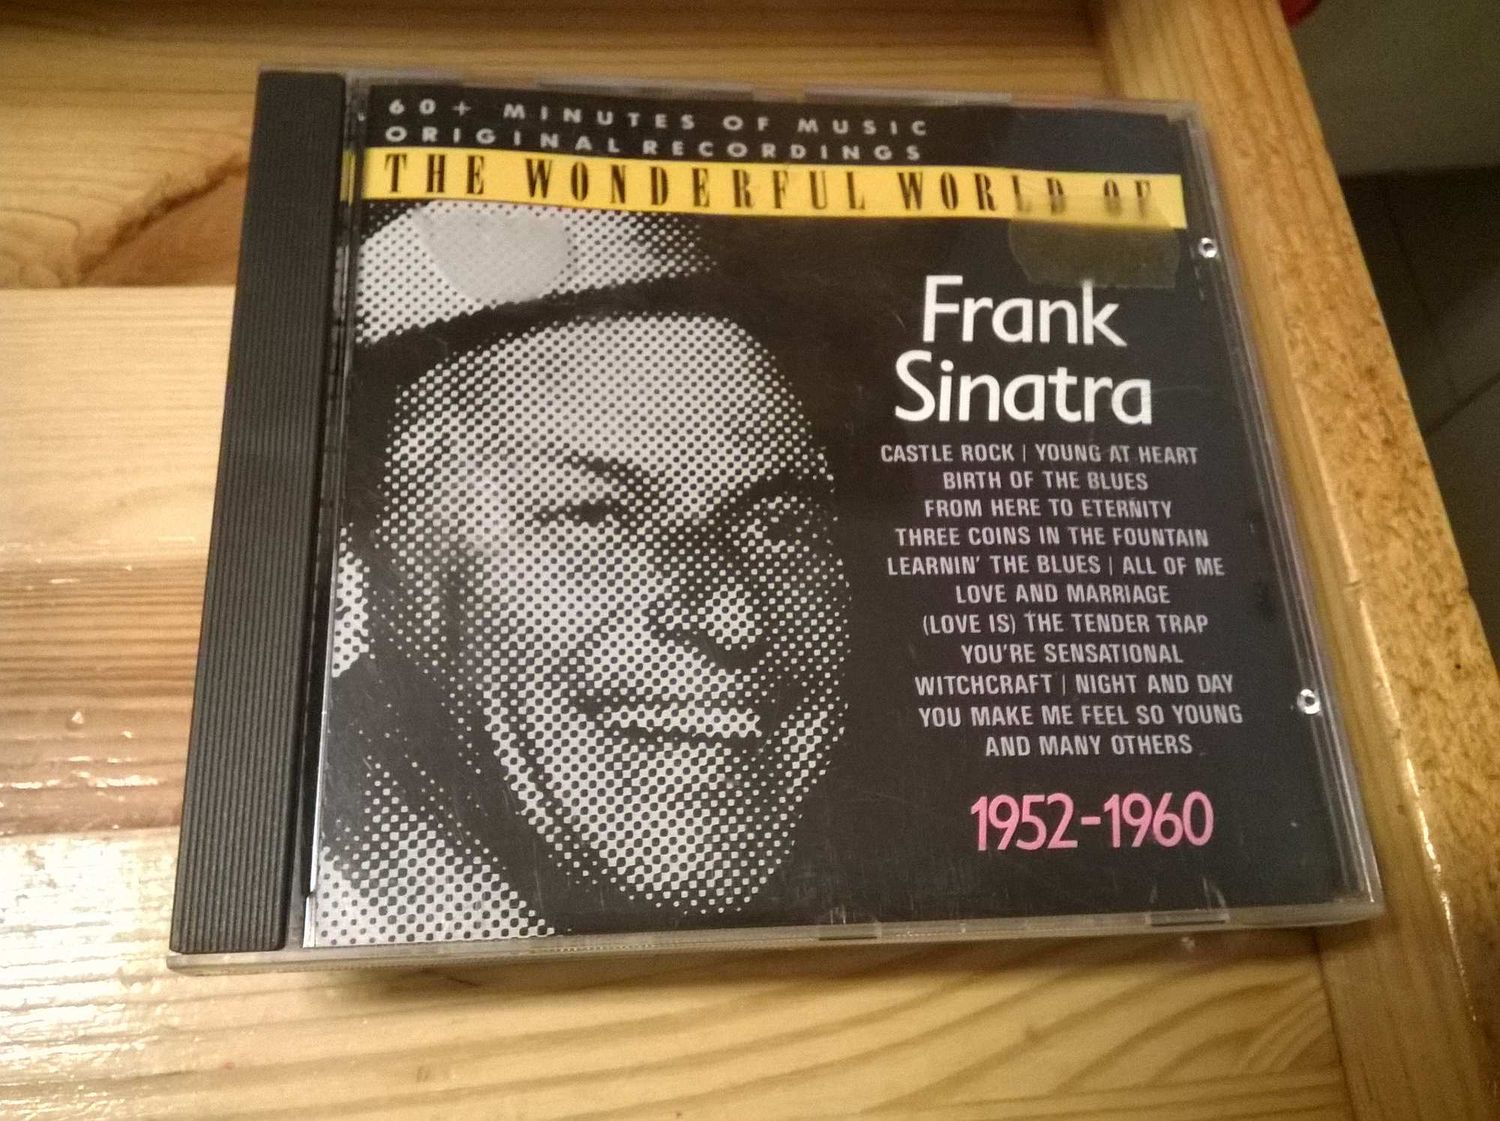 60+ MINUTES OF MUSIC
ORIGINAL RECORDINGS
THE WONDERFUL WORLD OF
Frank
Sinatra
CASTLE ROCK | YOUNG AT HEART
BIRTH OF THE BLUES
FROM HERE TO ETERNITY
THREE COINS IN THE FOUNTAIN
LEARNIN' THE BLUES | ALL OF ME
LOVE AND MARRIAGE
(LOVE IS) THE TENDER TRAP
YOU'RE SENSATIONAL
WITCHCRAFT | NIGHT AND DAY
YOU MAKE ME FEEL SO YOUNG
AND MANY OTHERS
1952-1960